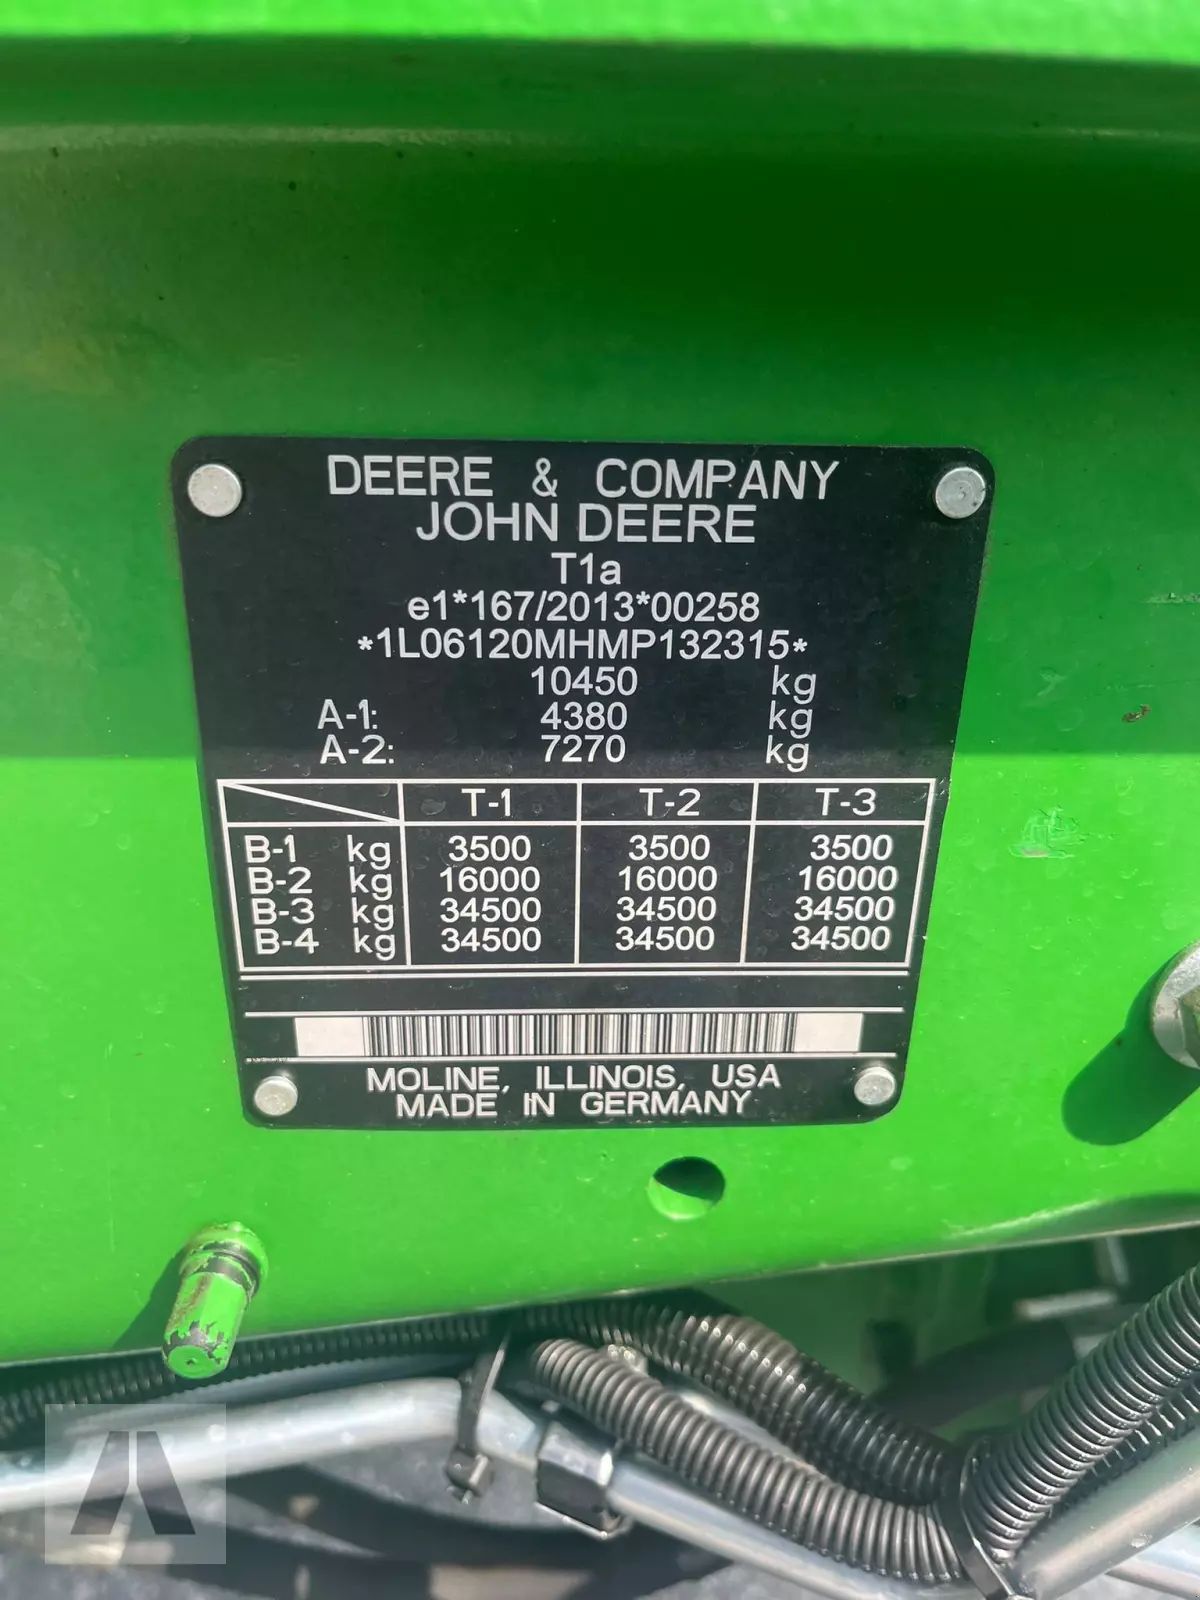 DEERE & COMPANY
JOHN DEERE
T1a
e1*167/2013*00258
*1L06120MHMP132315*
10450 kg
A-1: 4380 kg
A-2: 7270 kg
T-1 T-2 T-3
B-1 kg 3500 3500 3500
B-2 kg 16000 16000 16000
B-3 kg 34500 34500 34500
B-4 kg 34500 34500 34500
MOLINE, ILLINOIS, USA
MADE IN GERMANY